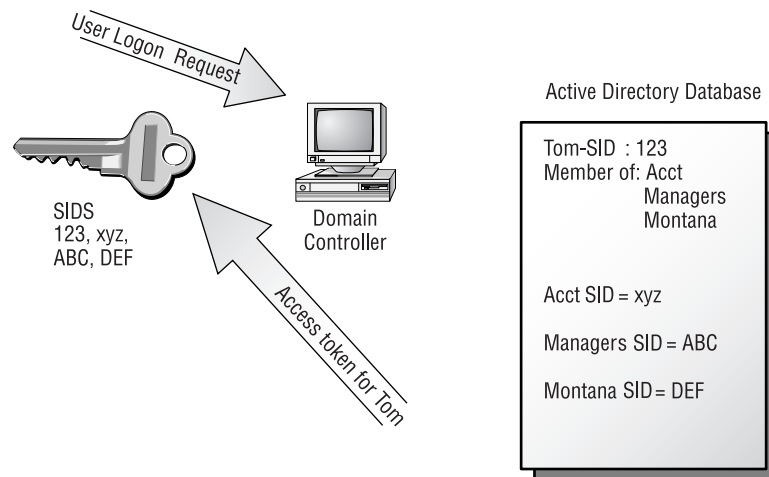 User Logon Request
SIDS
123, xyz,
ABC, DEF
Domain
Controller
Access token for Tom
Active Directory Database
Tom-SID : 123
Member of: Acct
Managers
Montana
Acct SID = xyz
Managers SID = ABC
Montana SID = DEF